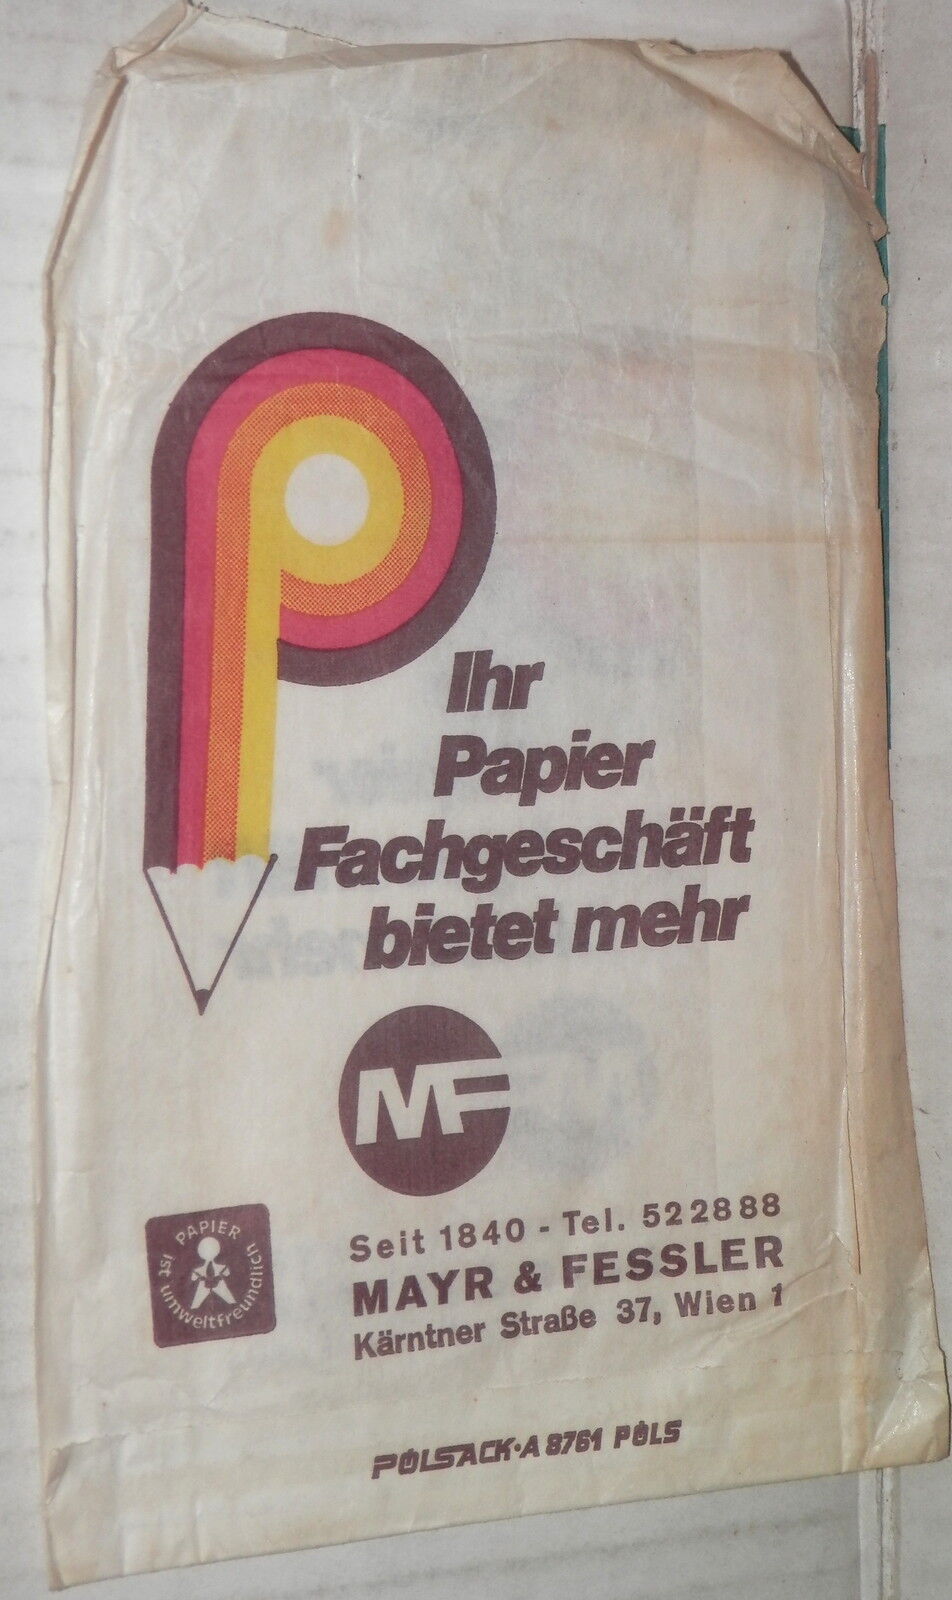 Ihr
Papier
Fachgeschäft
bietet mehr
MF
PAPIER
ist umweltfreundlich
Seit 1840 - Tel. 522888
MAYR & FESSLER
Kärntner Straße 37, Wien 1
PÖLSACK·A 8761 PÖLS